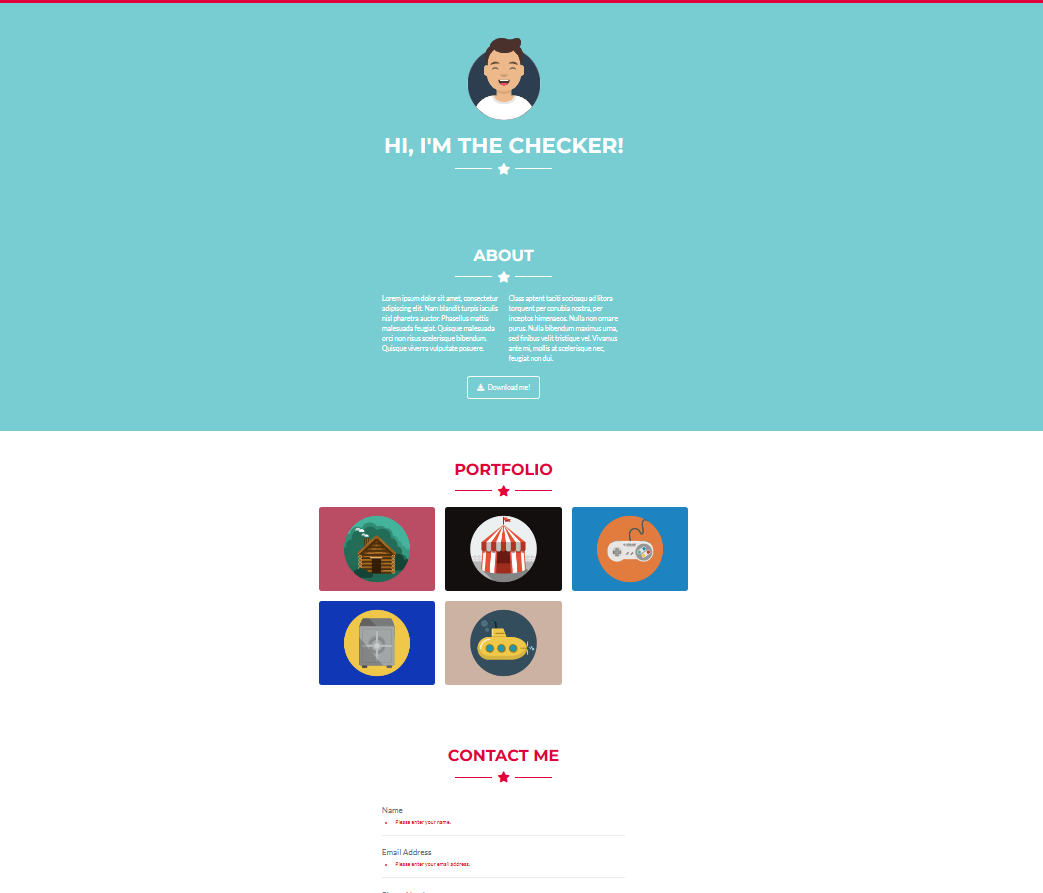 HI, I'M THE CHECKER!
ABOUT
Lorem ipsum dolor sit amet, consectetur
adipiscing elit. Nam blandit turpis iaculis
nisl pharetra auctor. Phasellus mattis
malesuada feugiat. Quisque malesuada
orci non risus scelerisque bibendum.
Quisque viverra vulputate posuere.
Class aptent taciti sociosqu ad litora
torquent per conubia nostra, per
inceptos himenaeos. Nulla non ornare
purus. Nulla bibendum maximus urna,
sed finibus velit tristique vel. Vivamus
ante mi, mollis at scelerisque nec,
feugiat non dui.
Download me!
PORTFOLIO
CONTACT ME
Name
Please enter your name.
Email Address
Please enter your email address.